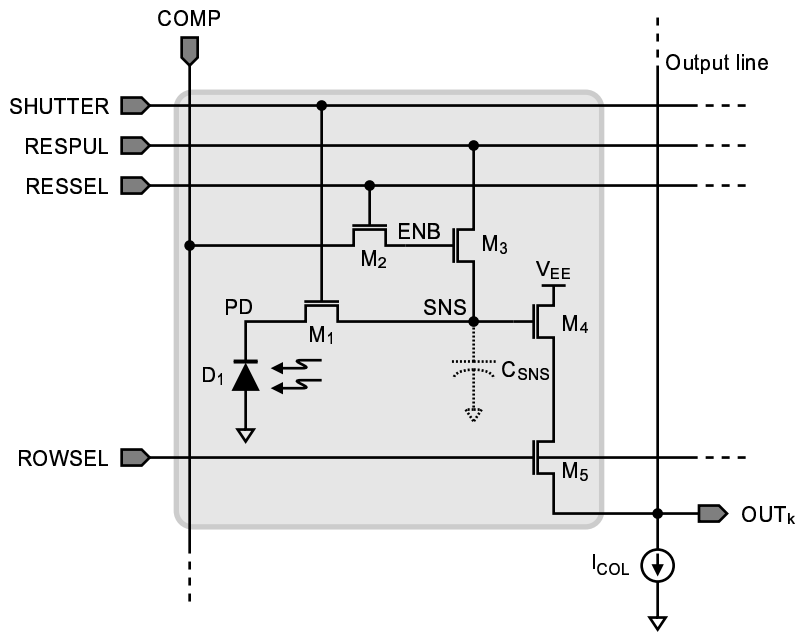 COMP
Output line
SHUTTER
RESPUL
RESSEL
ENB
M3
M2
VEE
PD
SNS
M4
M1
D1
CSNS
ROWSEL
M5
OUTk
ICOL